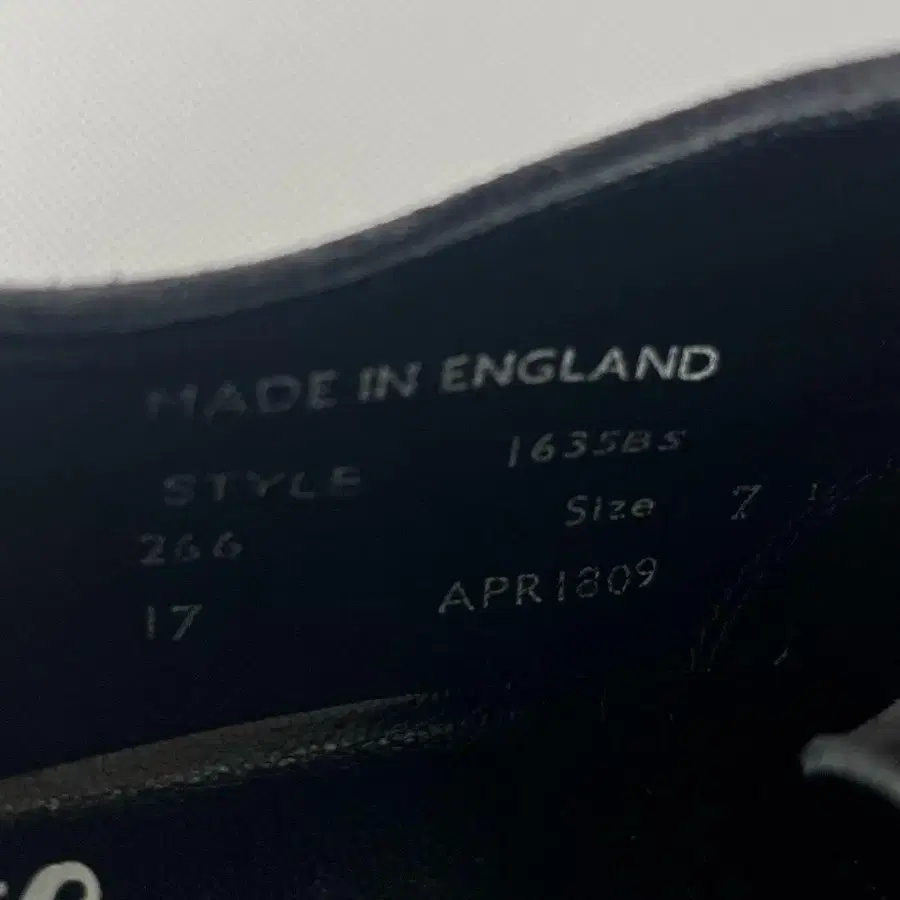 MADE IN ENGLAND
STYLE 1635BS
266 Size 7
17 APR1809